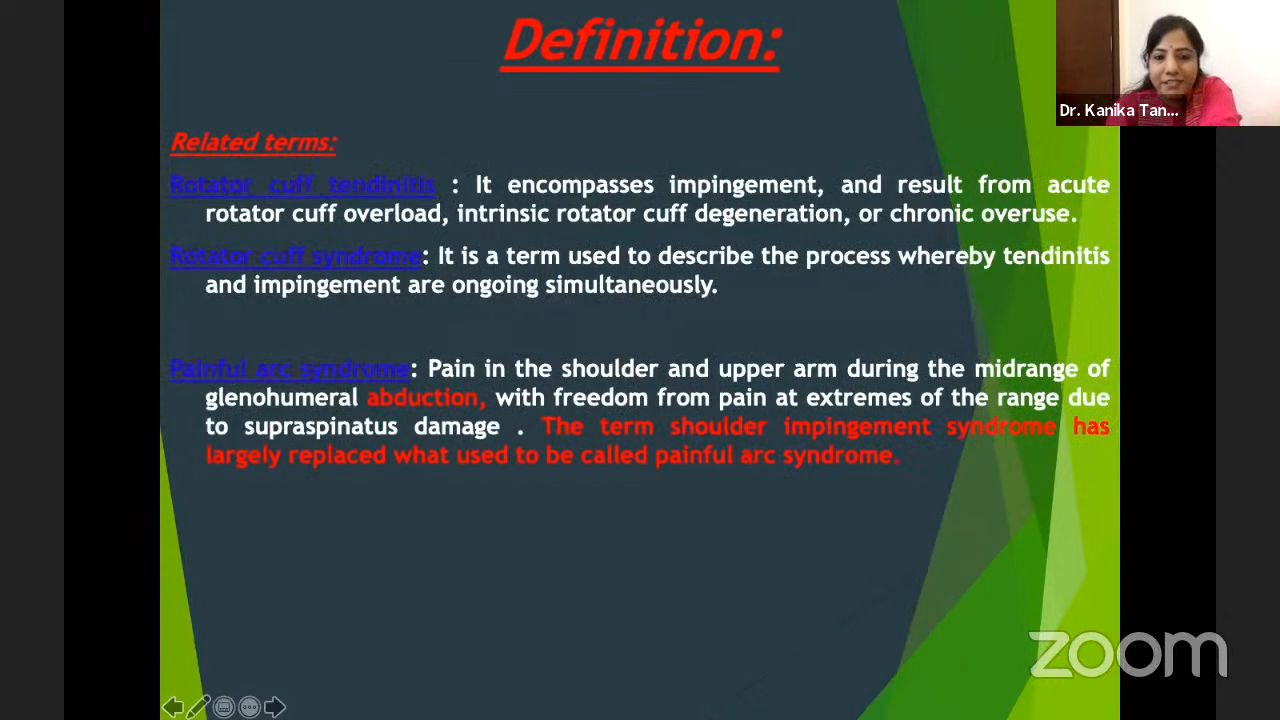 Definition:
Dr. Kanika Tan...
Related terms:
Rotator cuff tendinitis : It encompasses impingement, and result from acute
rotator cuff overload, intrinsic rotator cuff degeneration, or chronic overuse.
Rotator cuff syndrome: It is a term used to describe the process whereby tendinitis
and impingement are ongoing simultaneously.
Painful arc syndrome: Pain in the shoulder and upper arm during the midrange of
glenohumeral abduction, with freedom from pain at extremes of the range due
to supraspinatus damage . The term shoulder impingement syndrome has
largely replaced what used to be called painful arc syndrome.
zoom